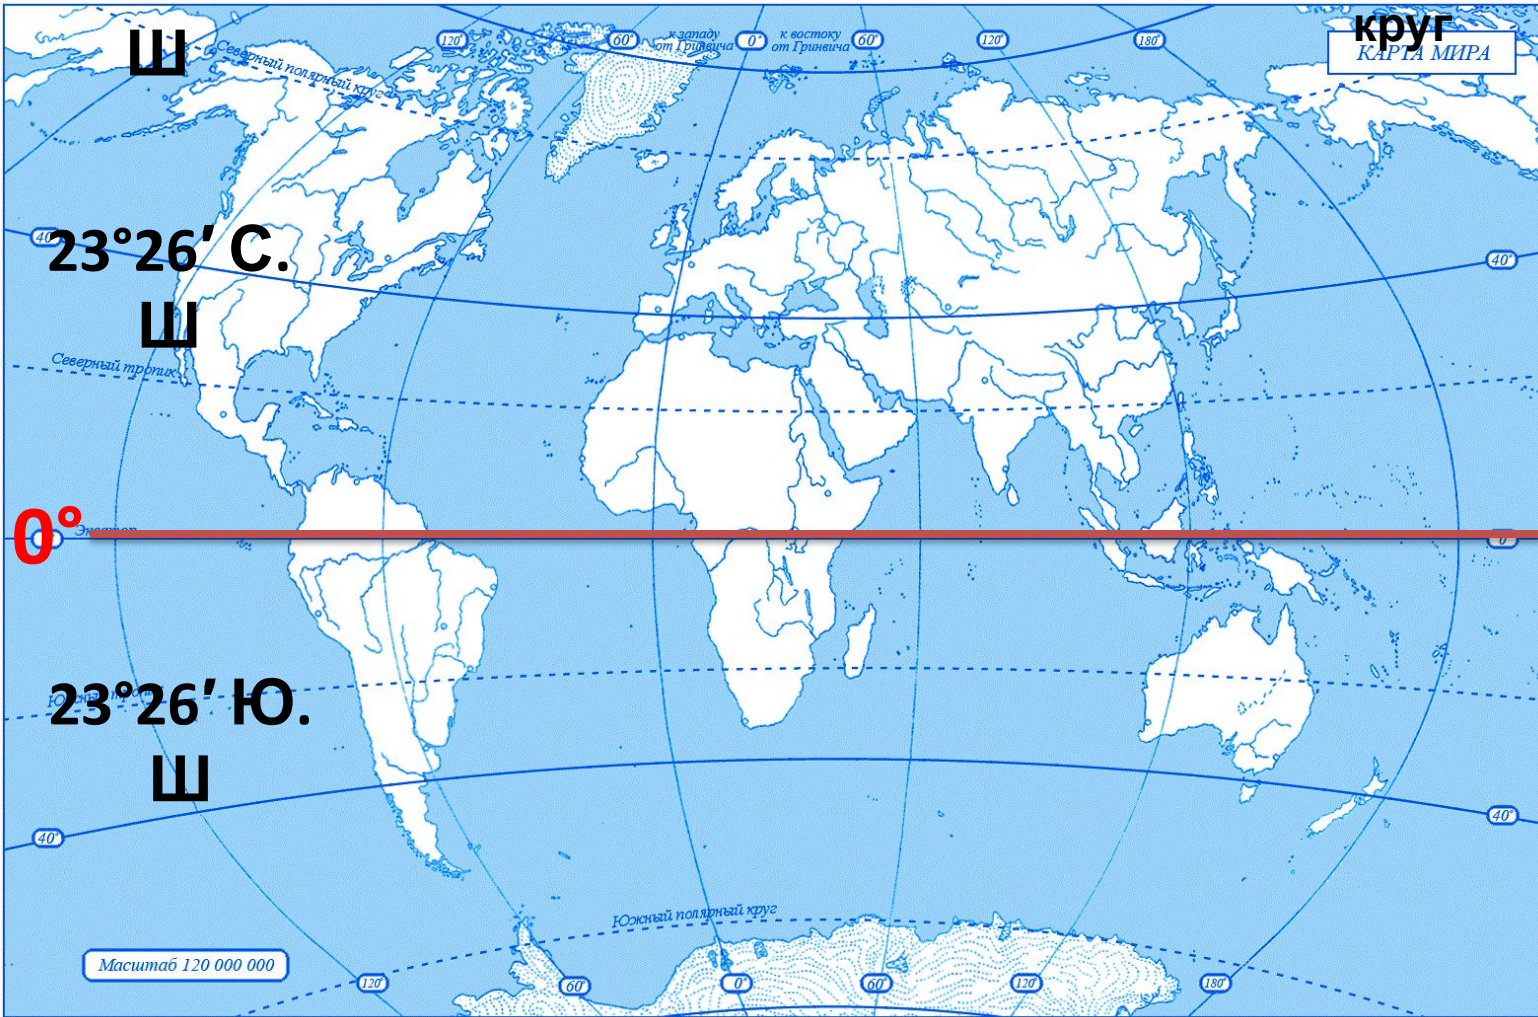 Ш
круг
КАРТА МИРА
120°
60°
к западу
от Гринвича
0°
к востоку
от Гринвича
60°
120°
180°
Северный полярный круг
40°
23°26′ С.
Ш
40°
Северный тропик
0°
Экватор
0°
23°26′ Ю.
Ш
40°
40°
Южный полярный круг
Масштаб 120 000 000
120°
60°
0°
60°
120°
180°